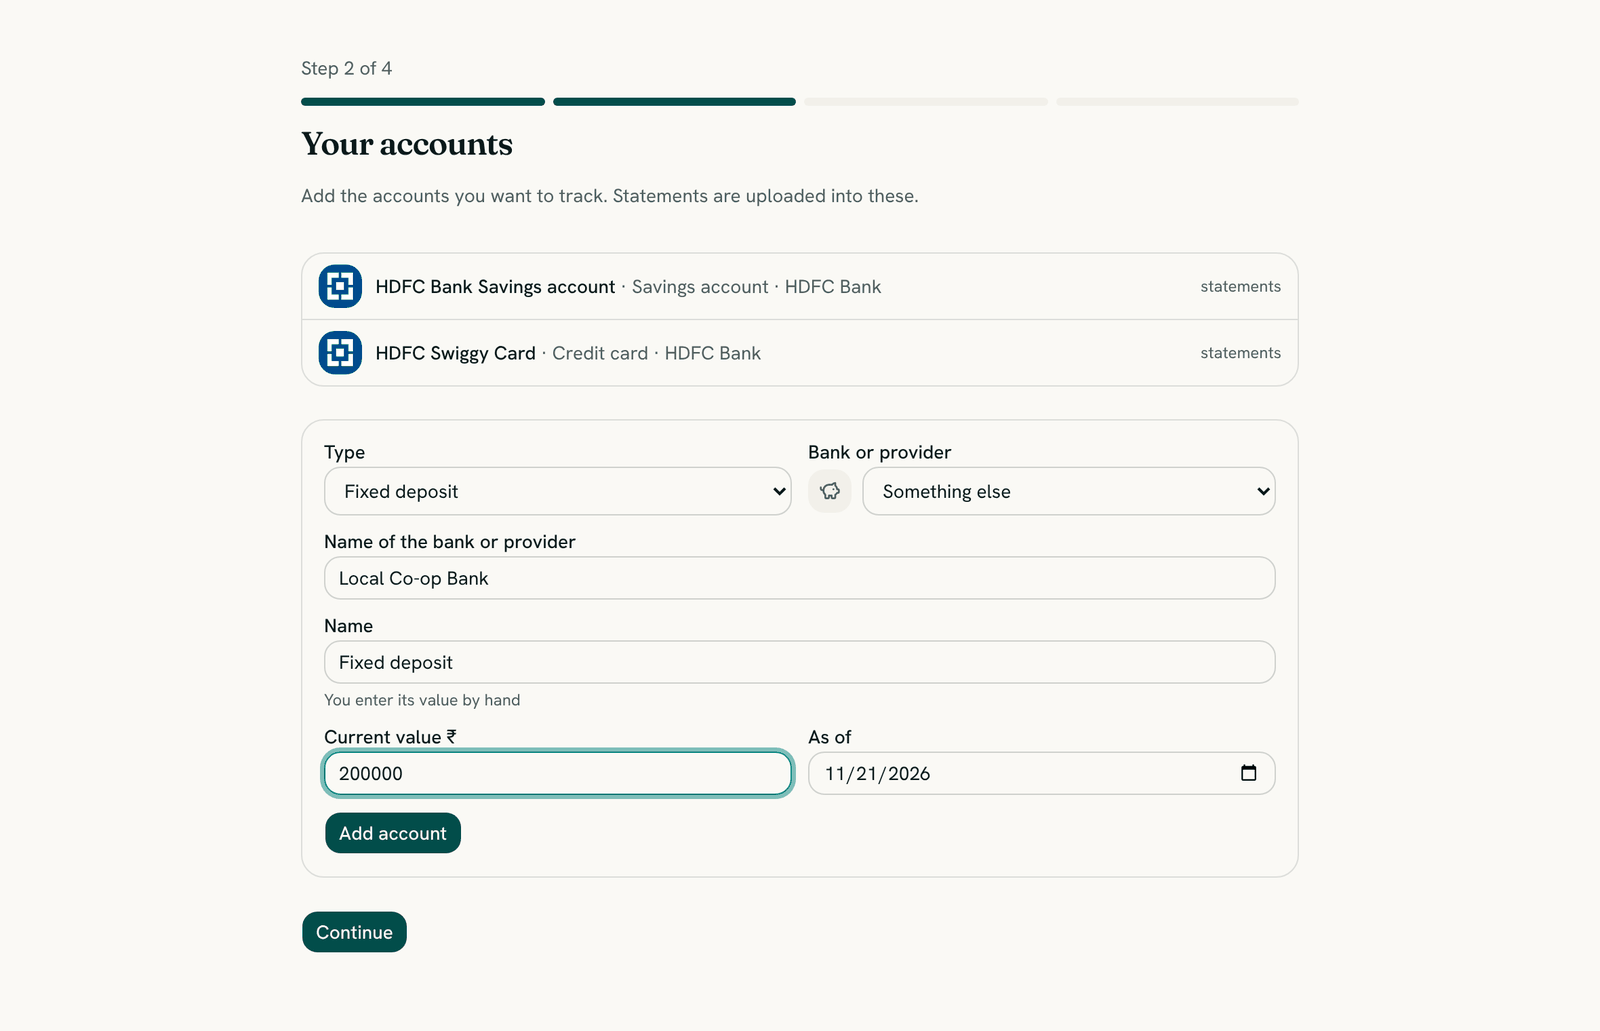 Step 2 of 4
Your accounts
Add the accounts you want to track. Statements are uploaded into these.
HDFC Bank Savings account · Savings account · HDFC Bank statements
HDFC Swiggy Card · Credit card · HDFC Bank statements
Type Bank or provider
Fixed deposit Something else
Name of the bank or provider
Local Co-op Bank
Name
Fixed deposit
You enter its value by hand
Current value ₹ As of
200000 11/21/2026
Add account
Continue